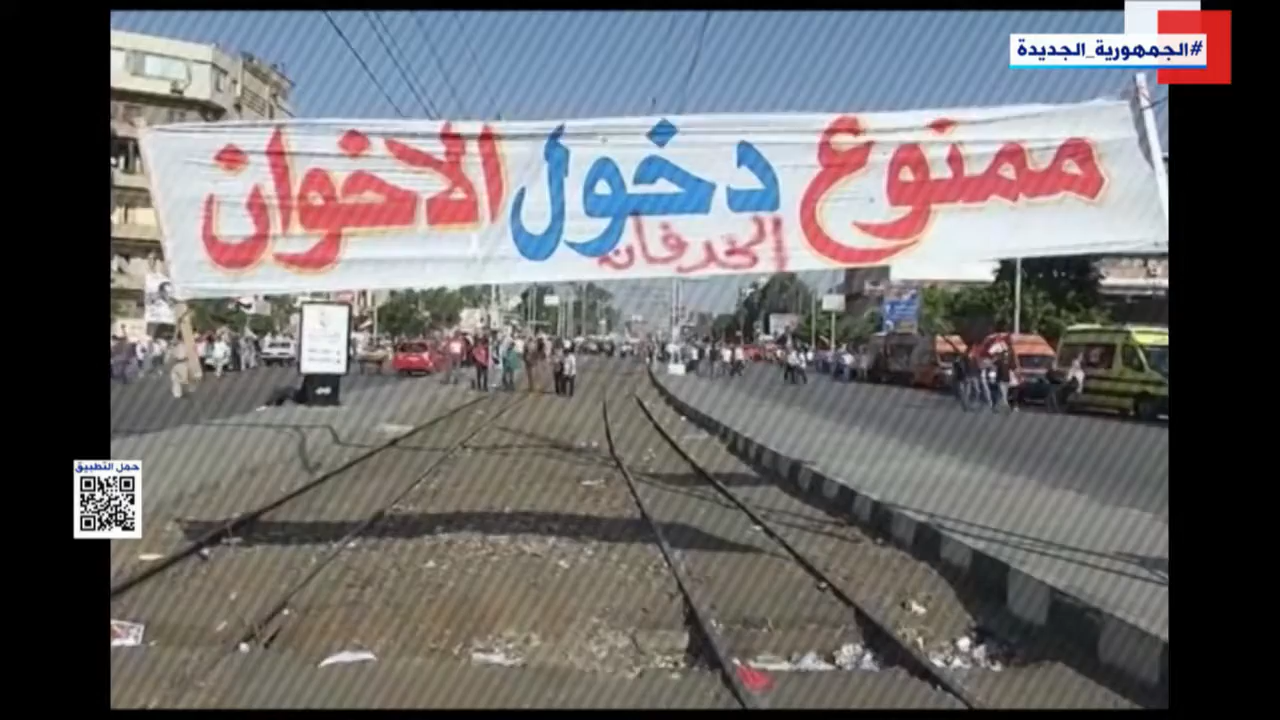 #الجمهورية_الجديدة
ممنوع دخول الاخوان
الخرفان
حمل التطبيق